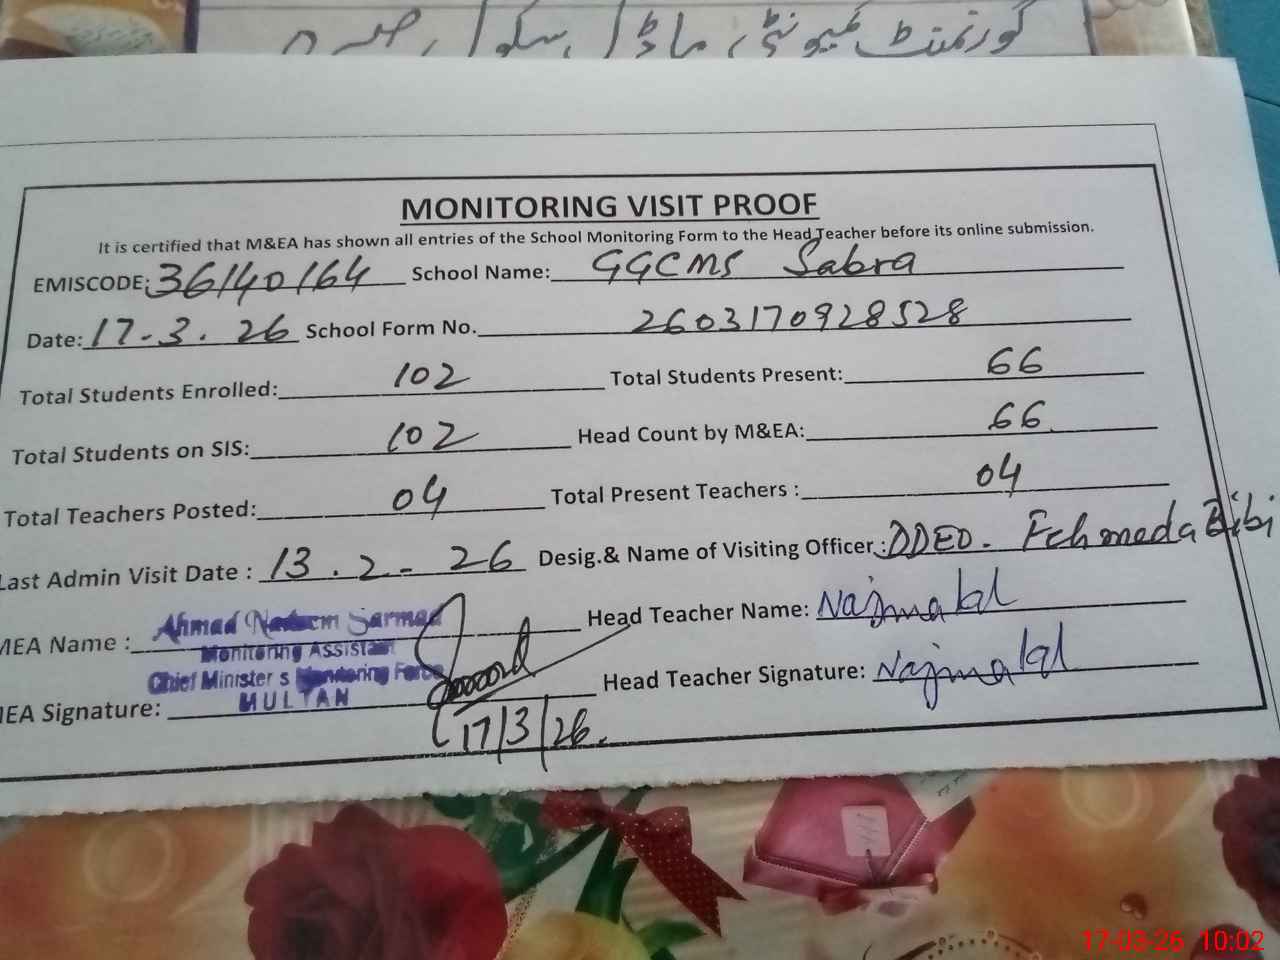 گورنمنٹ کمیونٹی ماڈل سکول
MONITORING VISIT PROOF
It is certified that M&EA has shown all entries of the School Monitoring Form to the Head Teacher before its online submission.
EMISCODE: 36140164 School Name: GGCMS Sabra
Date: 17-3.26 School Form No. 2603170928528
Total Students Enrolled: 102 Total Students Present: 66
Total Students on SIS: 102 Head Count by M&EA: 66
Total Teachers Posted: 04 Total Present Teachers : 04
Last Admin Visit Date : 13.2-26 Desig.& Name of Visiting Officer: DDEO. Fehmeda Bibi
MEA Name : Ahmad Nadeem Sarmad Head Teacher Name: Najma Iql
Monitoring Assistant
Chief Minister s Monitoring Force
MULTAN
MEA Signature: Head Teacher Signature: Najma Iql
17/3/26.
17-03-26 10:02